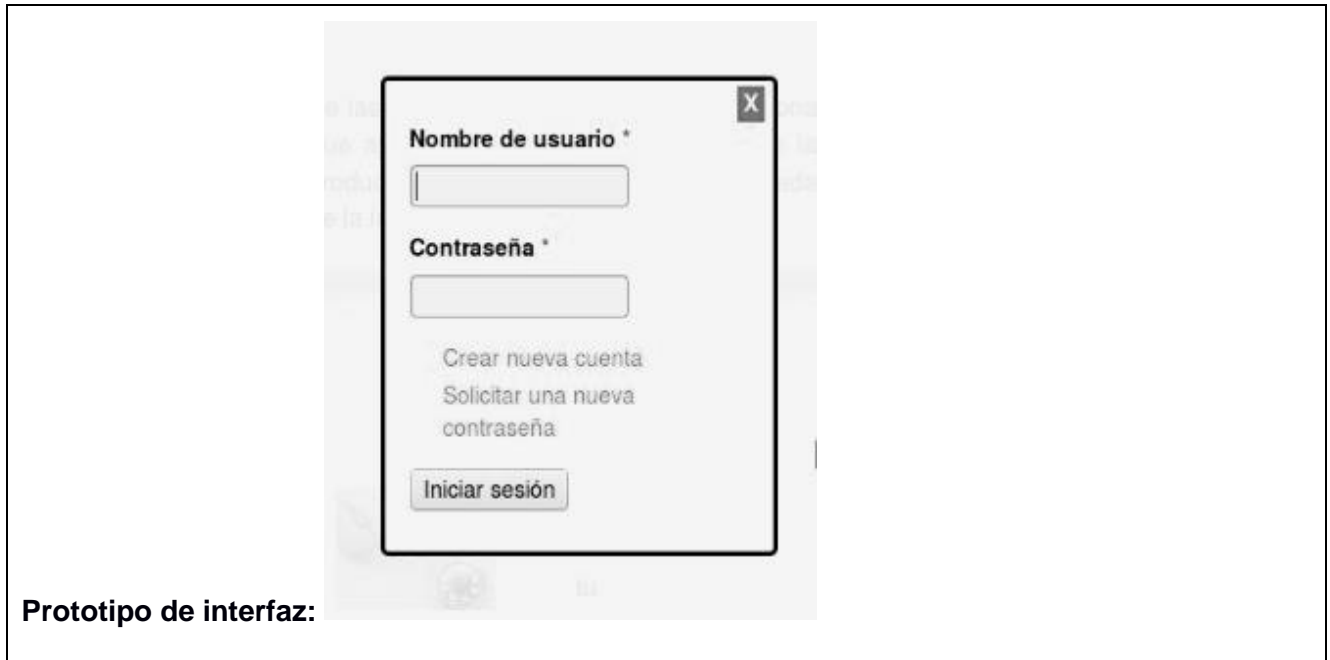 X
Nombre de usuario *
Contraseña *
Crear nueva cuenta
Solicitar una nueva
contraseña
Iniciar sesión
Prototipo de interfaz: